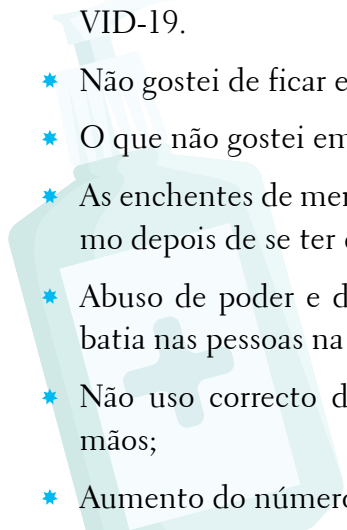 VID-19.
Não gostei de ficar e
O que não gostei em
As enchentes de mer
mo depois de se ter
Abuso de poder e d
batia nas pessoas na
Não uso correcto d
mãos;
Aumento do número